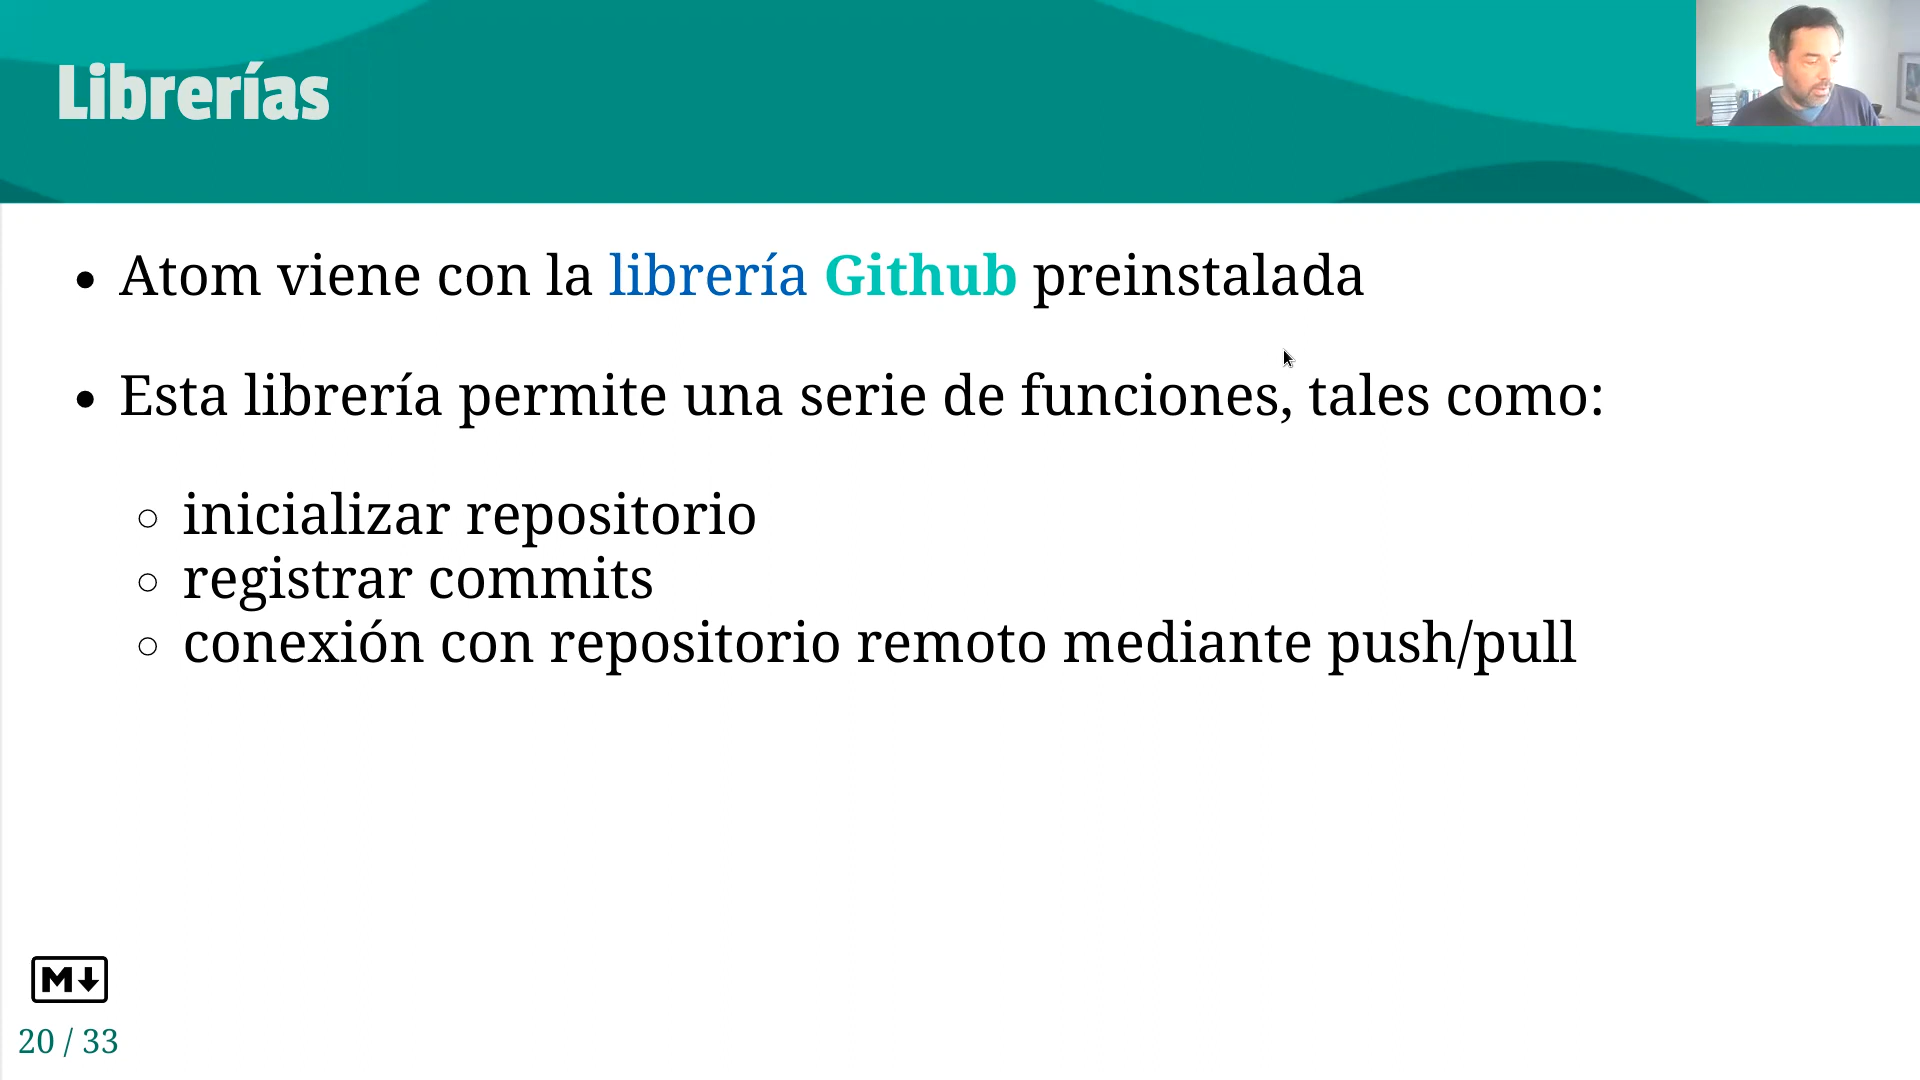 Librerías
Atom viene con la librería Github preinstalada
Esta librería permite una serie de funciones, tales como:
inicializar repositorio
registrar commits
conexión con repositorio remoto mediante push/pull
M
20 / 33